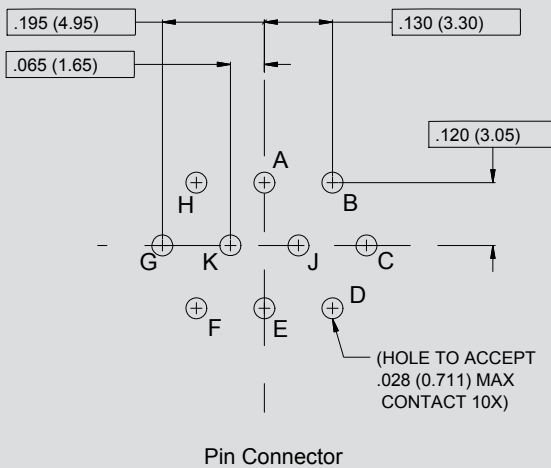 .195 (4.95)
.130 (3.30)
.065 (1.65)
.120 (3.05)
A
H
B
G
K
J
C
F
E
D
(HOLE TO ACCEPT
.028 (0.711) MAX
CONTACT 10X)
Pin Connector